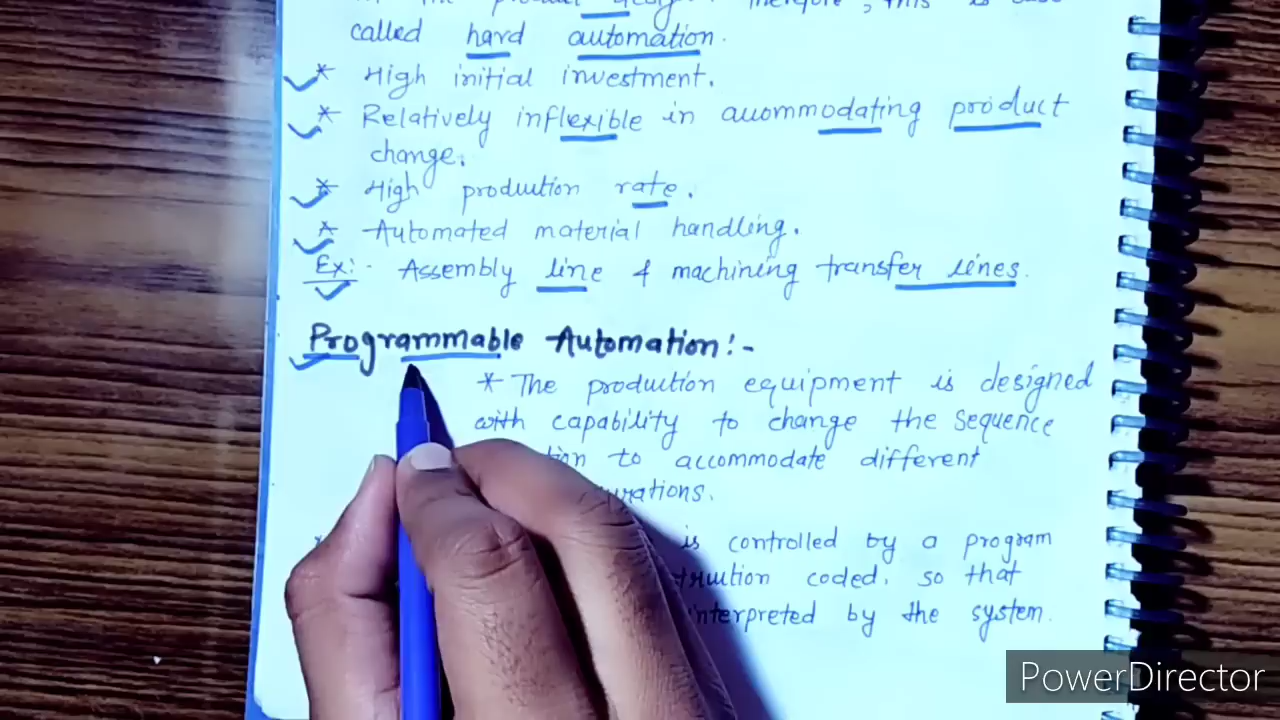 called hard automation.
* High initial investment.
* Relatively inflexible in accommodating product
change.
* High production rate.
* Automated material handling.
Ex:- Assembly line & machining transfer lines.
Programmable Automation:-
* The production equipment is designed
with capability to change the sequence
to accommodate different
is controlled by a program
coded. so that
interpreted by the system.
PowerDirector